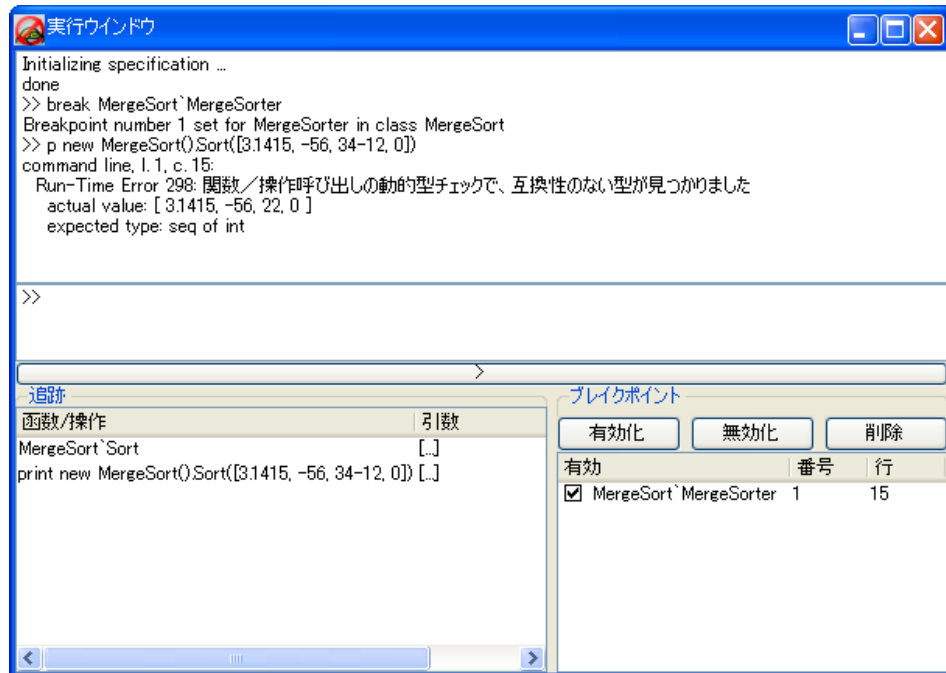 実行ウインドウ
Initializing specification ...
done
>> break MergeSort`MergeSorter
Breakpoint number 1 set for MergeSorter in class MergeSort
>> p new MergeSort().Sort([3.1415, -56, 34-12, 0])
command line, l. 1, c. 15:
Run-Time Error 298: 関数／操作呼び出しの動的型チェックで、互換性のない型が見つかりました
actual value: [ 3.1415, -56, 22, 0 ]
expected type: seq of int
>>
>
追跡
函数/操作 引数
MergeSort`Sort [...]
print new MergeSort().Sort([3.1415, -56, 34-12, 0]) [...]
ブレイクポイント
有効化 無効化 削除
有効 番号 行
MergeSort`MergeSorter 1 15